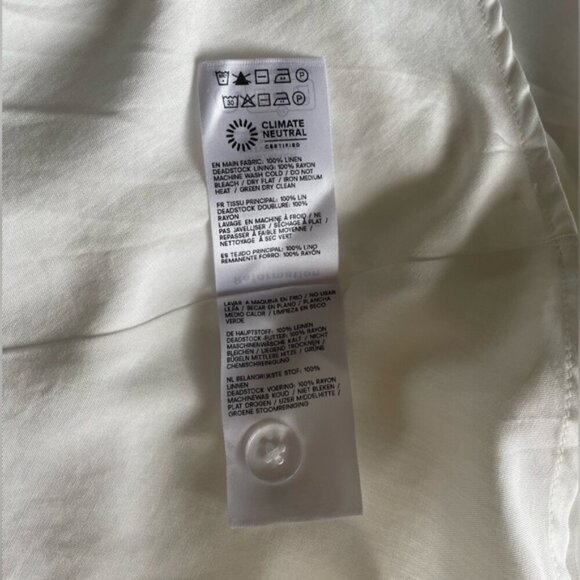 30
P
CLIMATE
NEUTRAL
CERTIFIED
EN MAIN FABRIC: 100% LINEN
DEADSTOCK LINING: 100% RAYON
MACHINE WASH COLD / DO NOT
BLEACH / DRY FLAT / IRON MEDIUM
HEAT / GREEN DRY CLEAN
FR TISSU PRINCIPAL: 100% LIN
DEADSTOCK DOUBLURE: 100%
RAYON
LAVAGE EN MACHINE À FROID / NE
PAS JAVELLISER / SÉCHAGE À PLAT /
REPASSER À FAIBLE MOYENNE /
NETTOYAGE À SEC VERT
ES TEJIDO PRINCIPAL: 100% LINO
REMANENTE FORRO: 100% RAYÓN
Reformation
LAVAR A MAQUINA EN FRIO / NO USAR
LEJÍA / SECAR EN PLANO / PLANCHA
MEDIO CALOR / LIMPIEZA EN SECO
VERDE
DE HAUPTSTOFF: 100% LEINEN
DEADSTOCK-FUTTER: 100% RAYON
MASCHINENWÄSCHE KALT / NICHT
BLEICHEN / LIEGEND TROCKNEN /
BÜGELN MITTLERE HITZE / GRÜNE
CHEMISCHREINIGUNG
NL BELANGRIJKSTE STOF: 100%
LINNEN
DEADSTOCK VOERING: 100% RAYON
MACHINEWAS KOUD / NIET BLEKEN /
PLAT DROGEN / IJZER MIDDELHITTE /
GROENE STOOMREINIGING